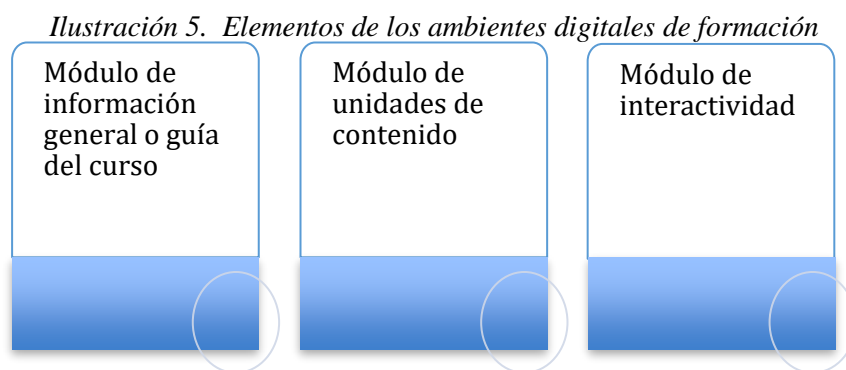 Ilustración 5. Elementos de los ambientes digitales de formación
Módulo de
información
general o guía
del curso
Módulo de
unidades de
contenido
Módulo de
interactividad